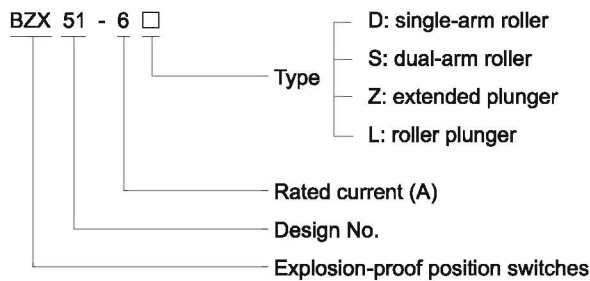 BZX 51 - 6 □
Type
D: single-arm roller
S: dual-arm roller
Z: extended plunger
L: roller plunger
Rated current (A)
Design No.
Explosion-proof position switches